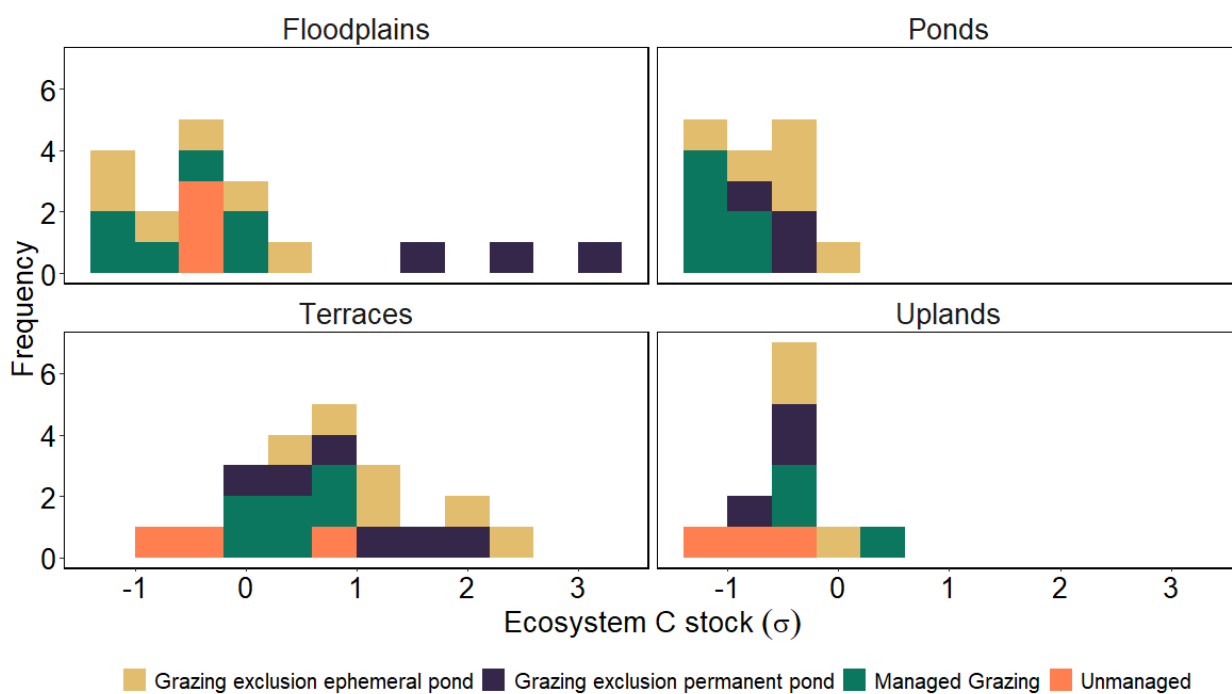 Floodplains Ponds
6
4
2
0
Frequency
Terraces Uplands
6
4
2
0
-1 0 1 2 3 -1 0 1 2 3
Ecosystem C stock (σ)
Grazing exclusion ephemeral pond Grazing exclusion permanent pond Managed Grazing Unmanaged